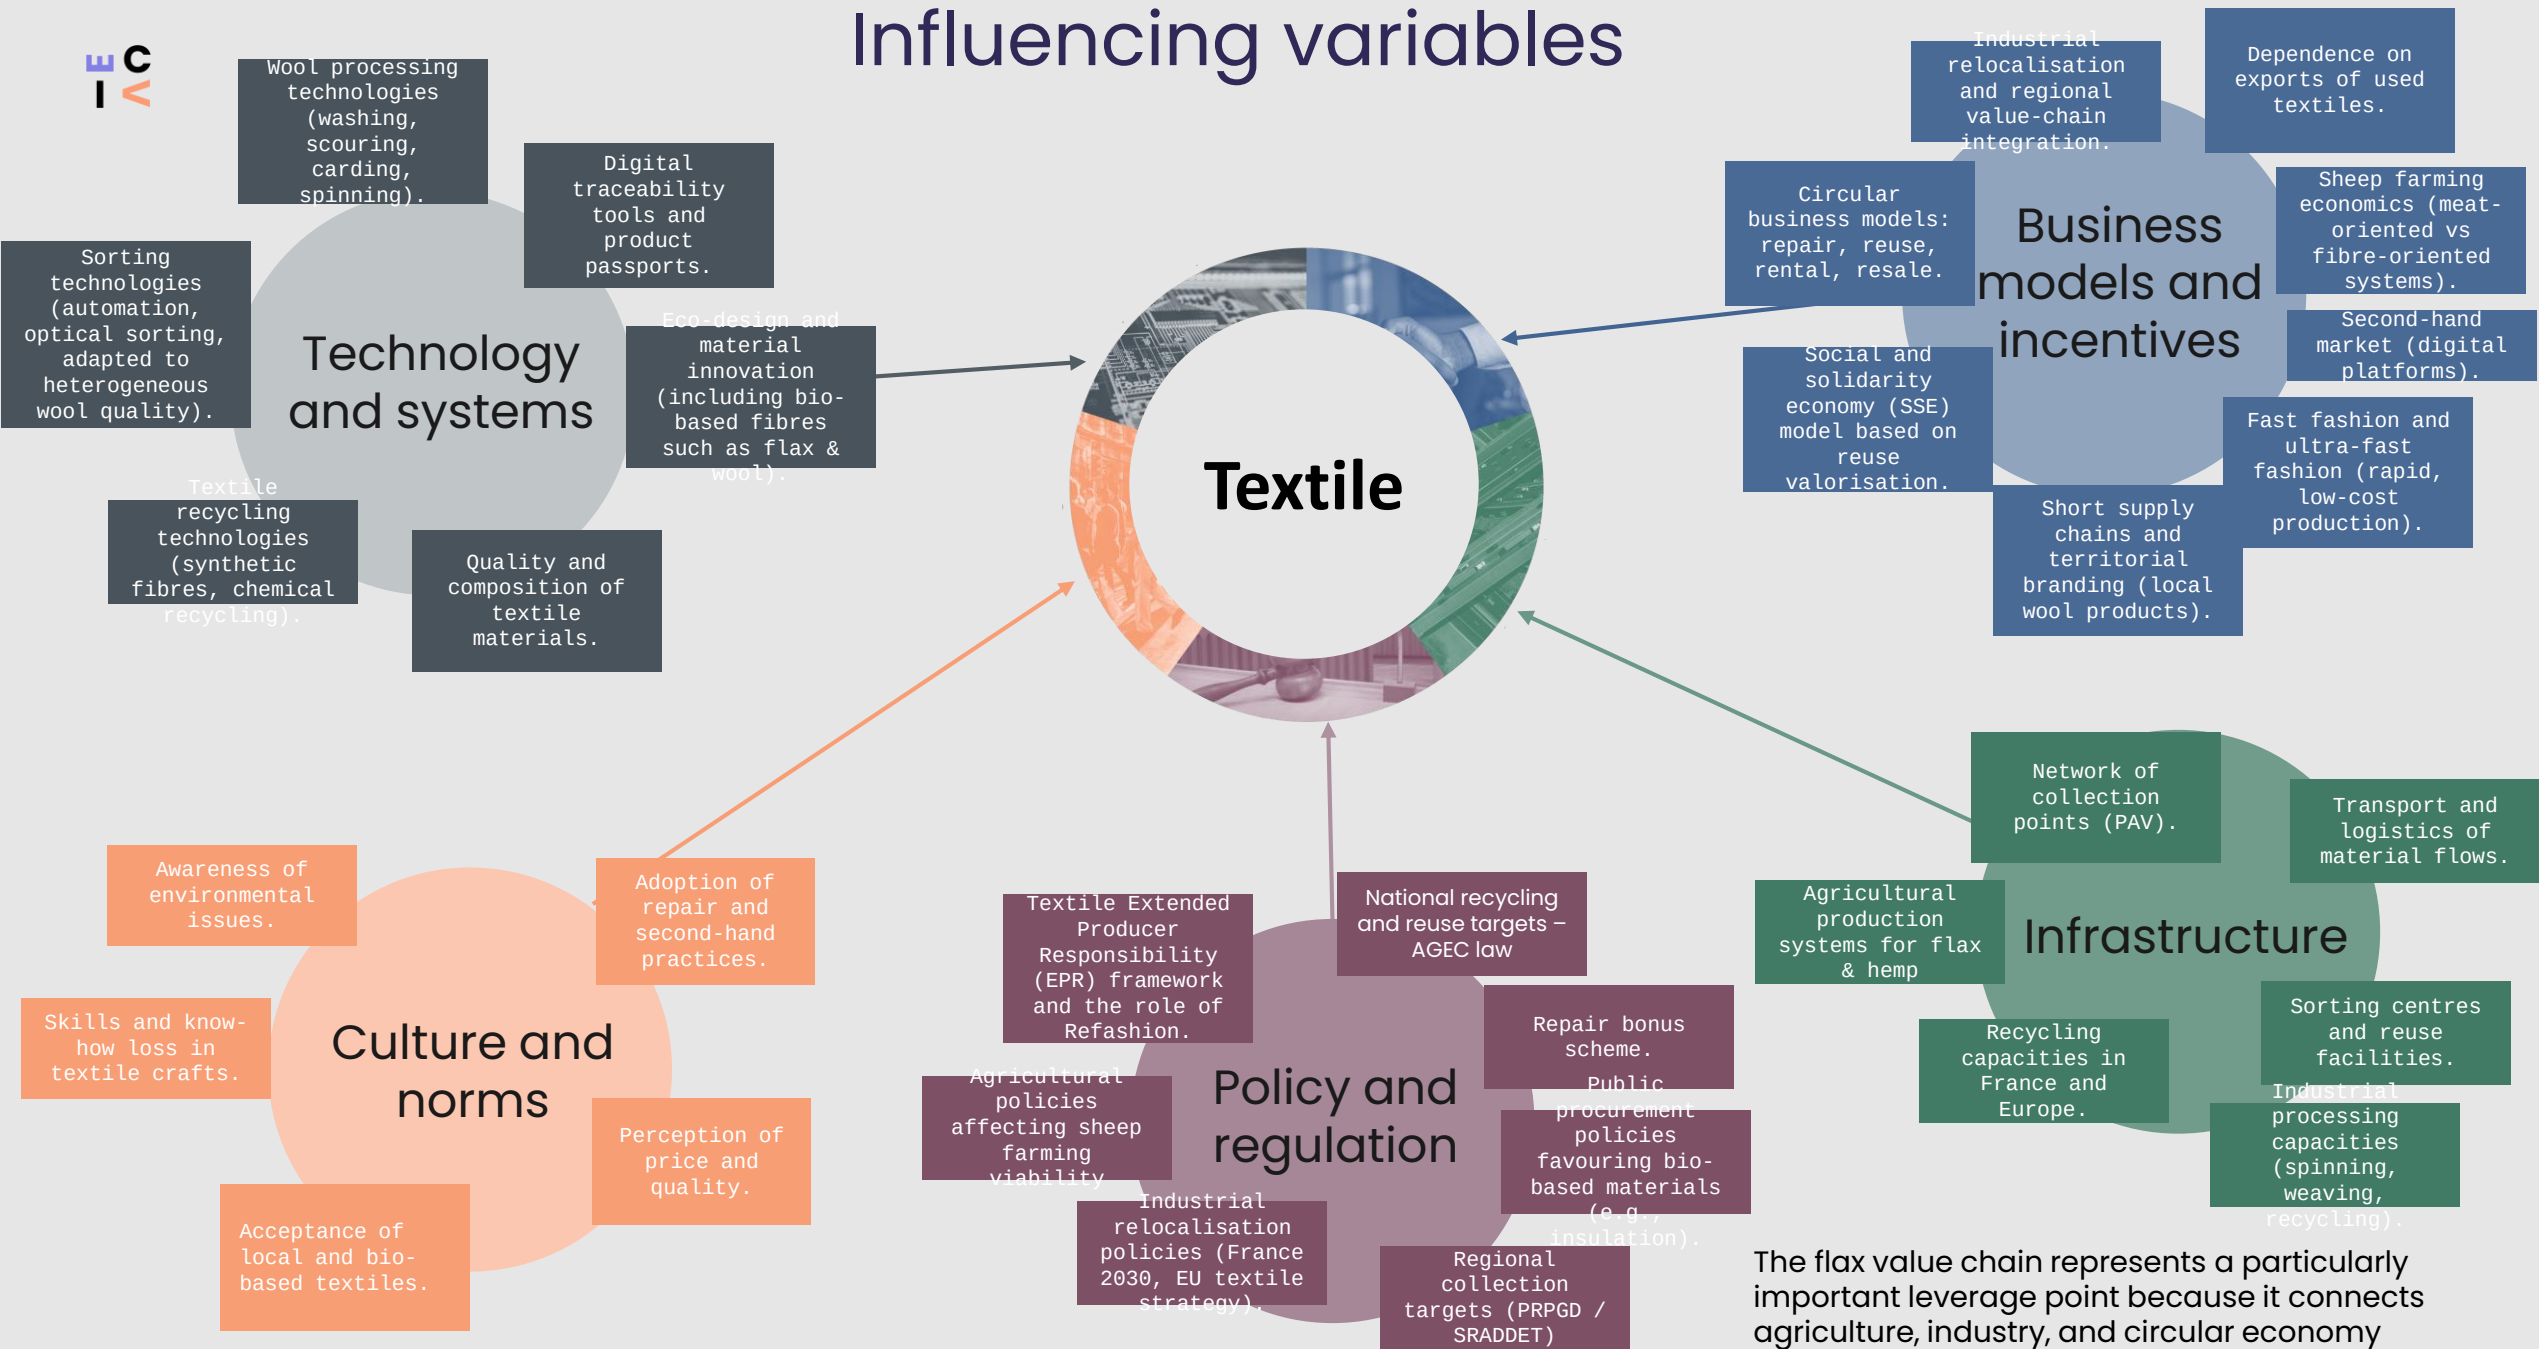 Influencing variables
E C
I V
Wool processing
technologies
(washing,
scouring,
carding,
spinning).
Digital
traceability
tools and
product
passports.
Sorting
technologies
(automation,
optical sorting,
adapted to
heterogeneous
wool quality).
Technology
and systems
Eco-design and
material
innovation
(including bio-
based fibres
such as flax &
wool).
Textile
recycling
technologies
(synthetic
fibres, chemical
recycling).
Quality and
composition of
textile
materials.
Textile
Industrial
relocalisation
and regional
value-chain
integration.
Dependence on
exports of used
textiles.
Circular
business models:
repair, reuse,
rental, resale.
Business
models and
incentives
Sheep farming
economics (meat-
oriented vs
fibre-oriented
systems).
Second-hand
market (digital
platforms).
Social and
solidarity
economy (SSE)
model based on
reuse
valorisation.
Fast fashion and
ultra-fast
fashion (rapid,
low-cost
production).
Short supply
chains and
territorial
branding (local
wool products).
Awareness of
environmental
issues.
Adoption of
repair and
second-hand
practices.
Skills and know-
how loss in
textile crafts.
Culture and
norms
Perception of
price and
quality.
Acceptance of
local and bio-
based textiles.
Textile Extended
Producer
Responsibility
(EPR) framework
and the role of
Refashion.
National recycling
and reuse targets –
AGEC law
Repair bonus
scheme.
Agricultural
policies
affecting sheep
farming
viability
Policy and
regulation
Public
procurement
policies
favouring bio-
based materials
(e.g.,
insulation).
Industrial
relocalisation
policies (France
2030, EU textile
strategy).
Regional
collection
targets (PRPGD /
SRADDET)
Network of
collection
points (PAV).
Transport and
logistics of
material flows.
Agricultural
production
systems for flax
& hemp
Infrastructure
Sorting centres
and reuse
facilities.
Recycling
capacities in
France and
Europe.
Industrial
processing
capacities
(spinning,
weaving,
recycling).
The flax value chain represents a particularly
important leverage point because it connects
agriculture, industry, and circular economy